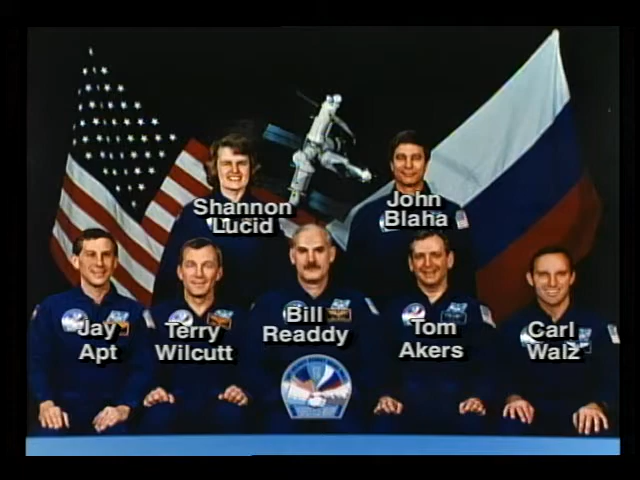 Shannon
Lucid
John
Blaha
Jay
Apt
Terry
Wilcutt
Bill
Readdy
Tom
Akers
Carl
Walz